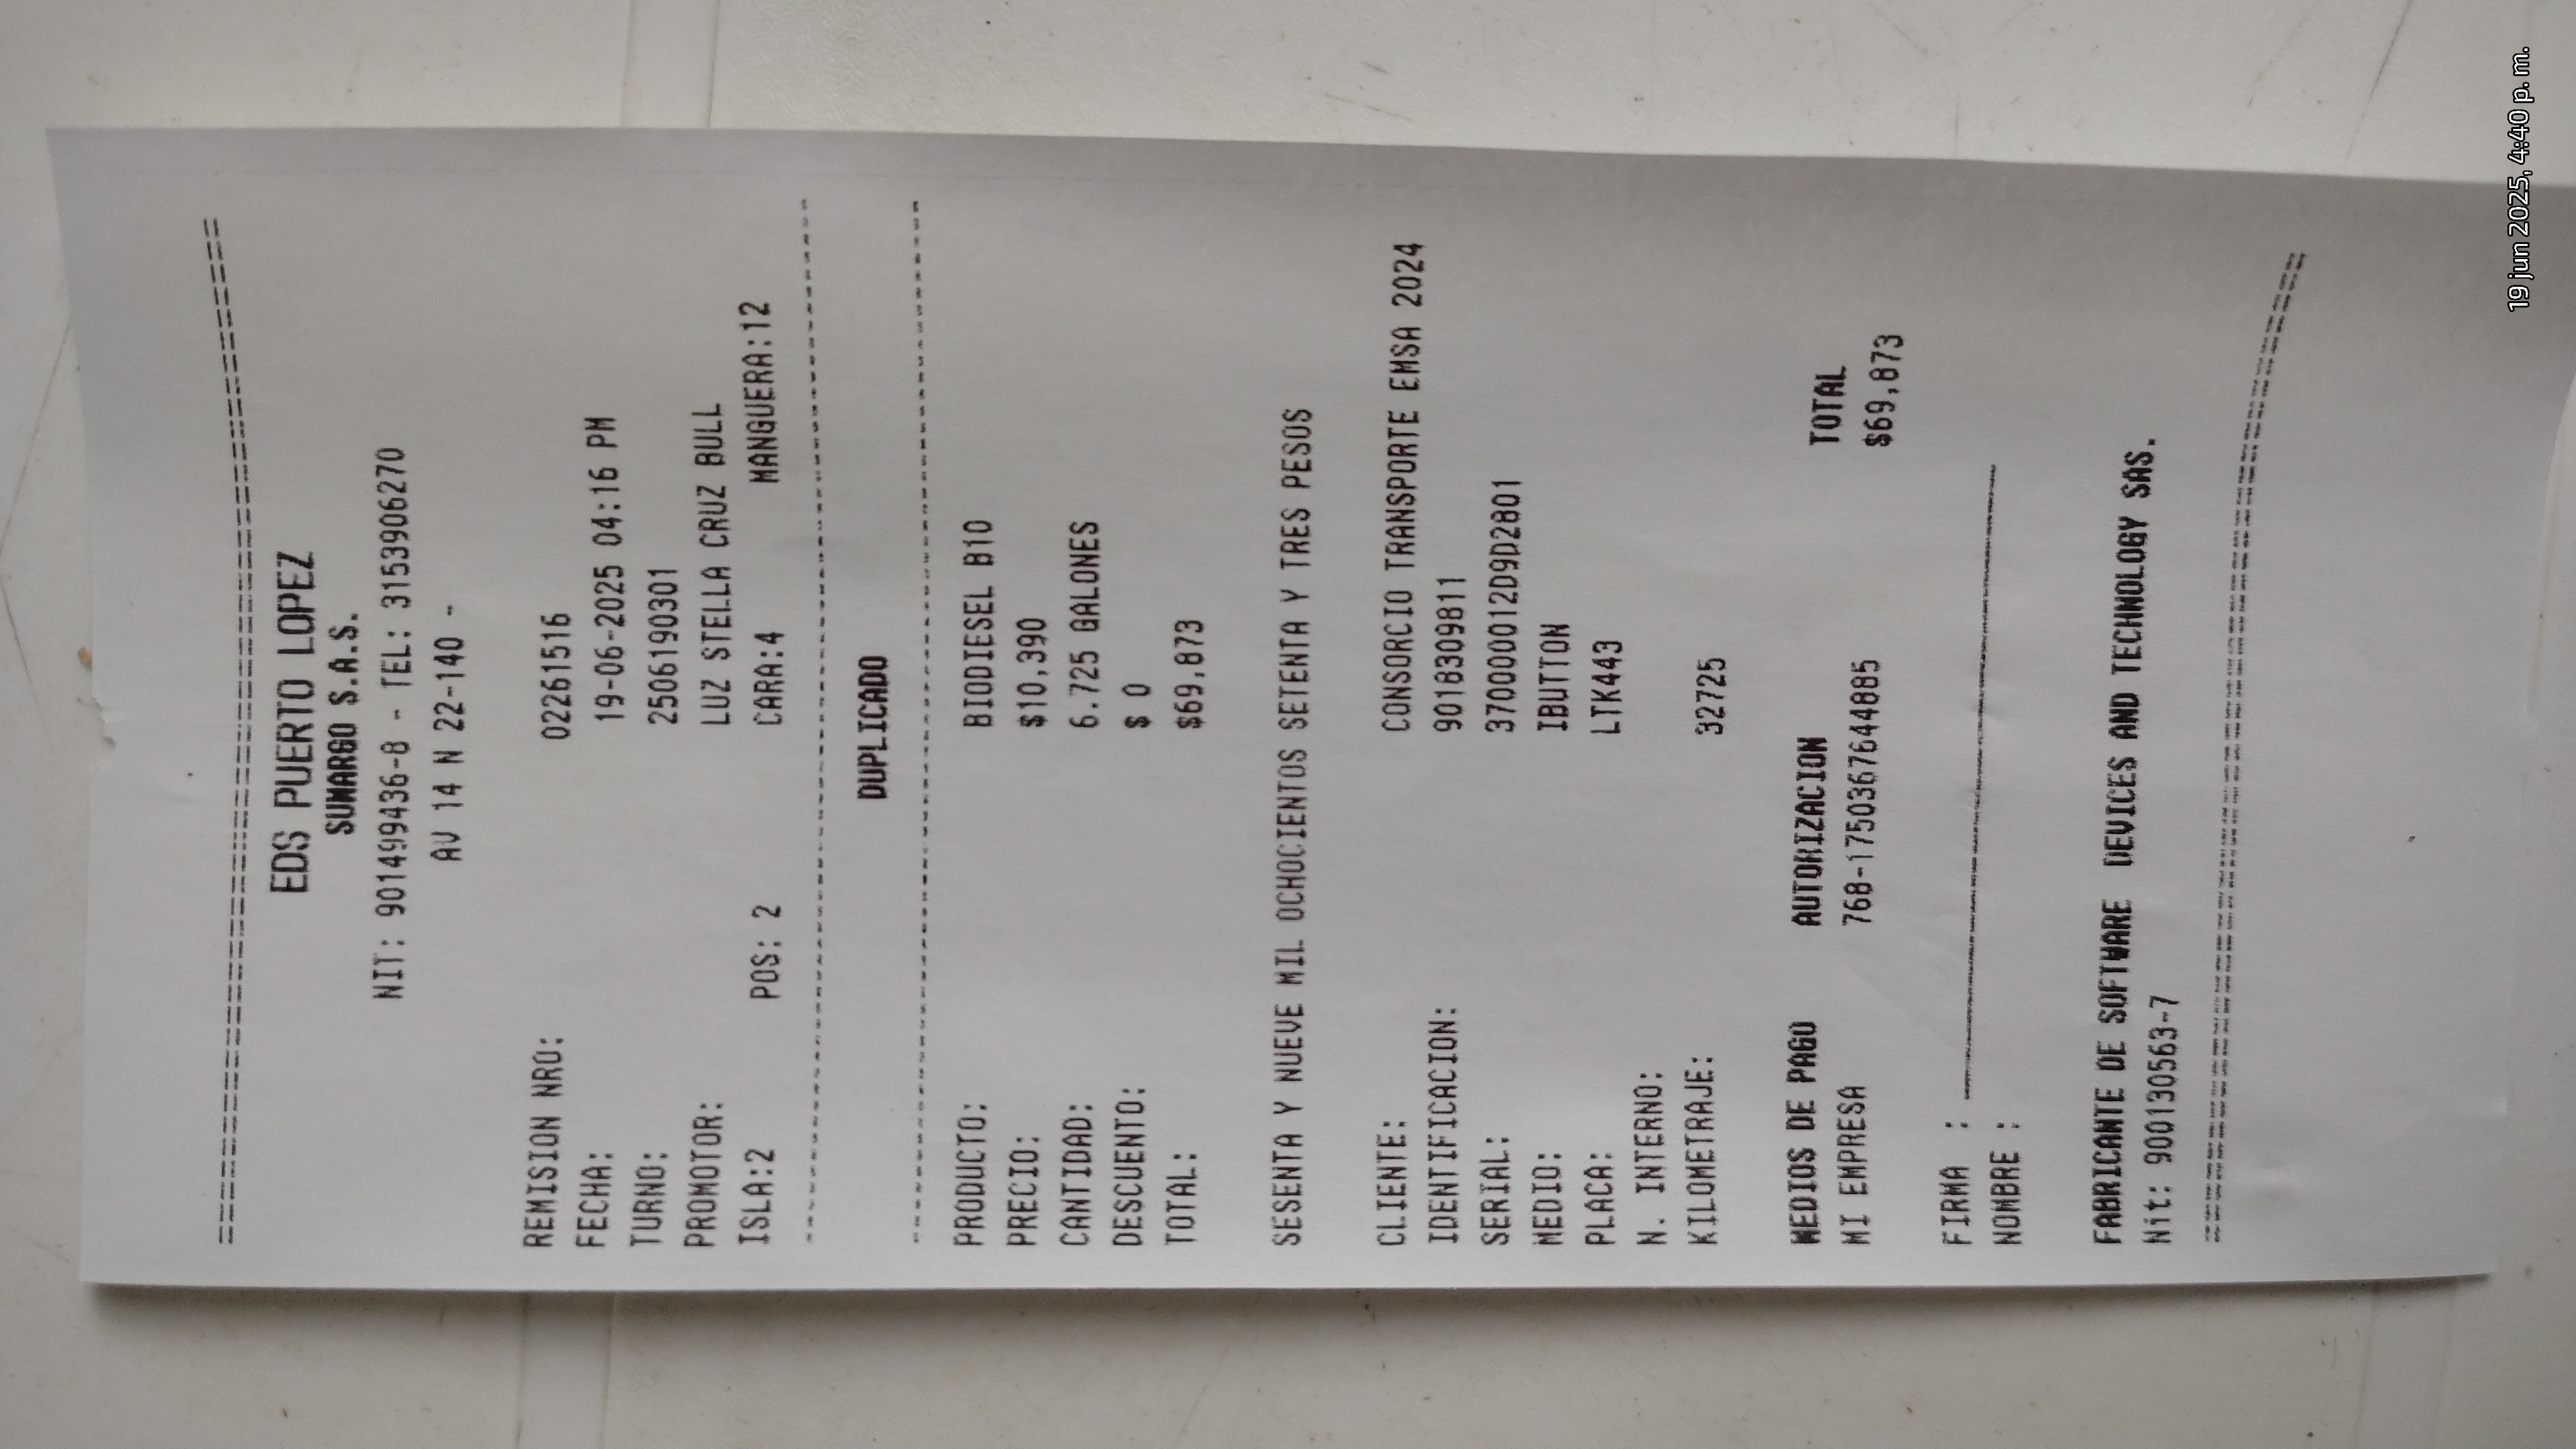 ================================================
EDS PUERTO LOPEZ
SUMARGO S.A.S.
NIT: 901499436-8 - TEL: 3153906270
AV 14 N 22-140 -
REMISION NRO: 02261516
FECHA: 19-06-2025 04:16 PM
TURNO: 2506190301
PROMOTOR: LUZ STELLA CRUZ BULL
ISLA:2 POS: 2 CARA:4 MANGUERA:12
------------------------------------------------
DUPLICADO
------------------------------------------------
PRODUCTO: BIODIESEL B10
PRECIO: $10,390
CANTIDAD: 6.725 GALONES
DESCUENTO: $ 0
TOTAL: $69,873
SESENTA Y NUEVE MIL OCHOCIENTOS SETENTA Y TRES PESOS
CLIENTE: CONSORCIO TRANSPORTE EMSA 2024
IDENTIFICACION: 9018309811
SERIAL: 370000012D9D2801
MEDIO: IBUTTON
PLACA: LTK443
N. INTERNO:
KILOMETRAJE: 32725
MEDIOS DE PAGO AUTORIZACION TOTAL
MI EMPRESA 768-1750367644885 $69,873
FIRMA : ______________________________
NOMBRE :
FABRICANTE DE SOFTWARE DEVICES AND TECHNOLOGY SAS.
Nit: 900130563-7
================================================
19 jun 2025, 4:40 p. m.